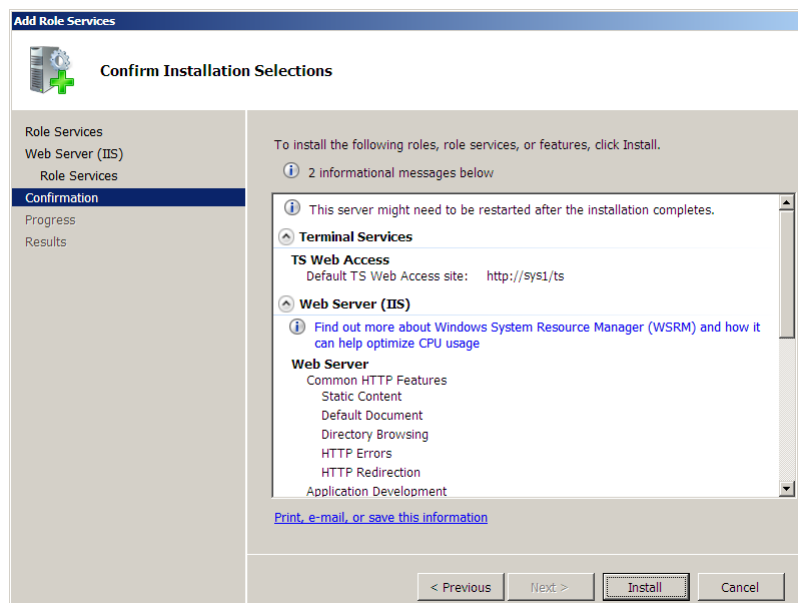 Add Role Services
Confirm Installation Selections
Role Services
Web Server (IIS)
Role Services
Confirmation
Progress
Results
To install the following roles, role services, or features, click Install.
2 informational messages below
This server might need to be restarted after the installation completes.
Terminal Services
TS Web Access
Default TS Web Access site: http://sys1/ts
Web Server (IIS)
Find out more about Windows System Resource Manager (WSRM) and how it
can help optimize CPU usage
Web Server
Common HTTP Features
Static Content
Default Document
Directory Browsing
HTTP Errors
HTTP Redirection
Application Development
Print, e-mail, or save this information
< Previous
Next >
Install
Cancel